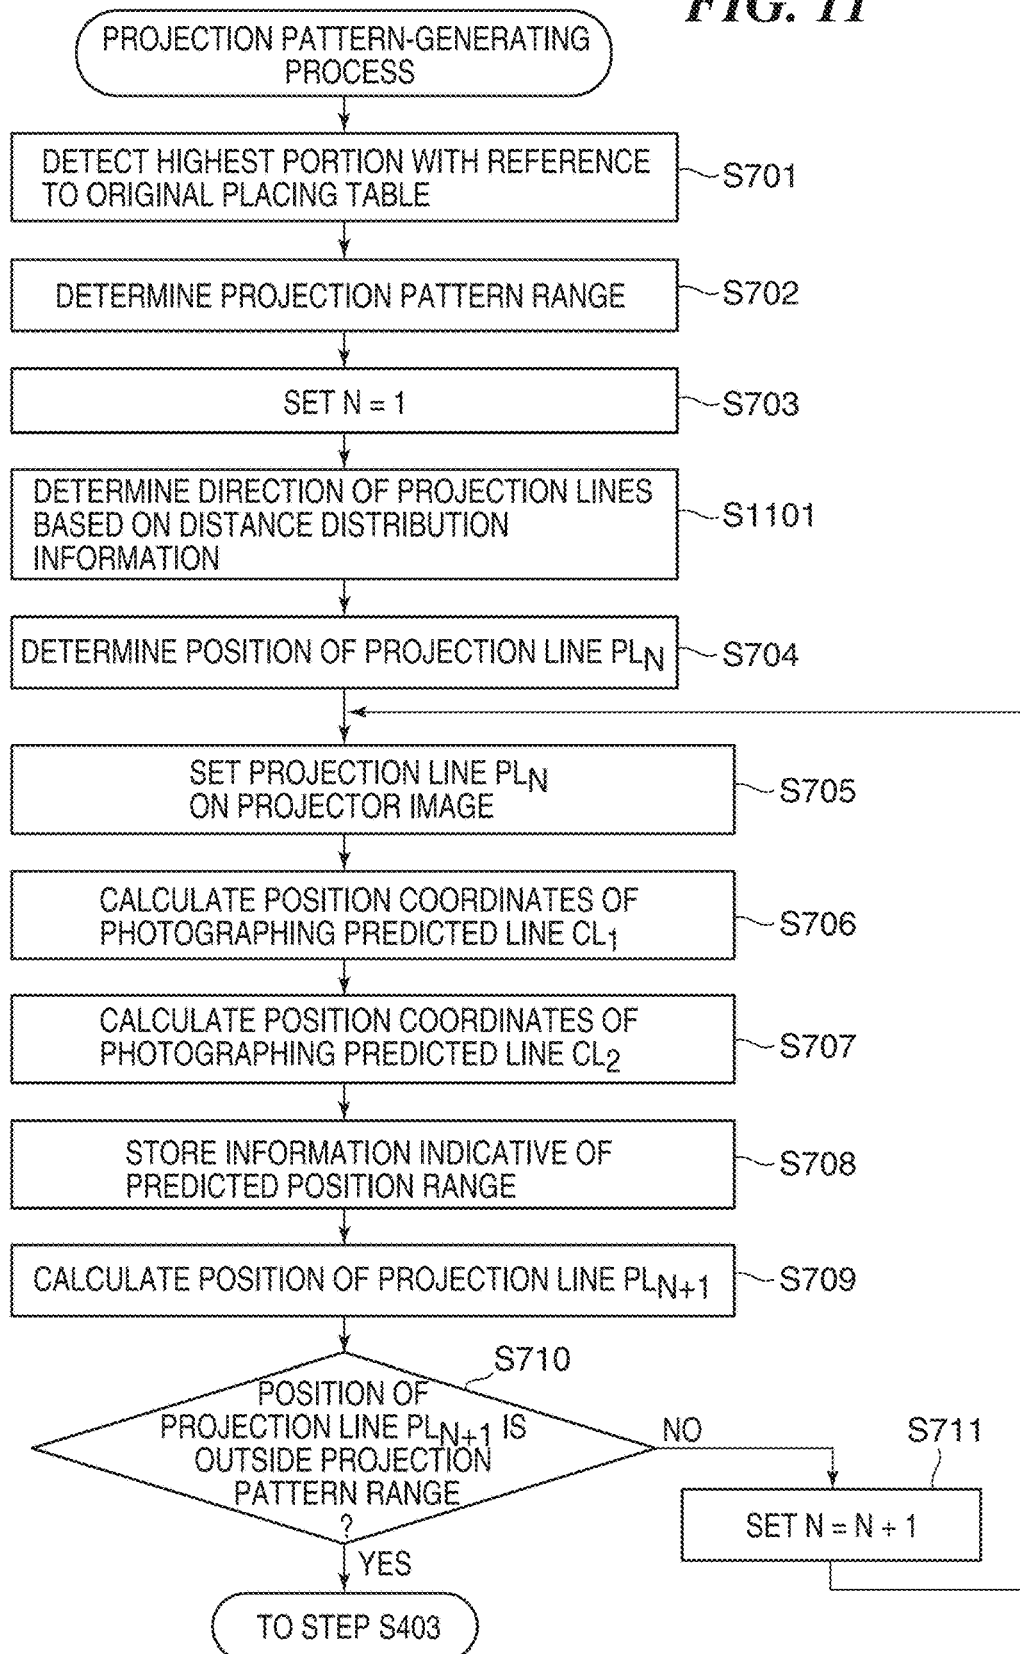 FIG. 11
PROJECTION PATTERN-GENERATING
PROCESS
DETECT HIGHEST PORTION WITH REFERENCE
TO ORIGINAL PLACING TABLE
S701
DETERMINE PROJECTION PATTERN RANGE
S702
SET N = 1
S703
DETERMINE DIRECTION OF PROJECTION LINES
BASED ON DISTANCE DISTRIBUTION
INFORMATION
S1101
DETERMINE POSITION OF PROJECTION LINE PLN
S704
SET PROJECTION LINE PLN
ON PROJECTOR IMAGE
S705
CALCULATE POSITION COORDINATES OF
PHOTOGRAPHING PREDICTED LINE CL1
S706
CALCULATE POSITION COORDINATES OF
PHOTOGRAPHING PREDICTED LINE CL2
S707
STORE INFORMATION INDICATIVE OF
PREDICTED POSITION RANGE
S708
CALCULATE POSITION OF PROJECTION LINE PLN+1
S709
S710
POSITION OF
PROJECTION LINE PLN+1 IS
OUTSIDE PROJECTION
PATTERN RANGE
?
NO
S711
SET N = N + 1
YES
TO STEP S403